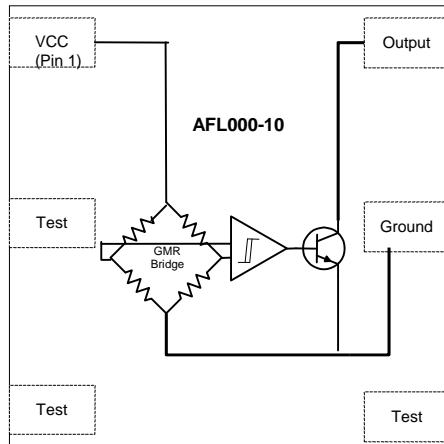 VCC
(Pin 1)
Output
AFL000-10
Test
Ground
GMR
Bridge
Test
Test